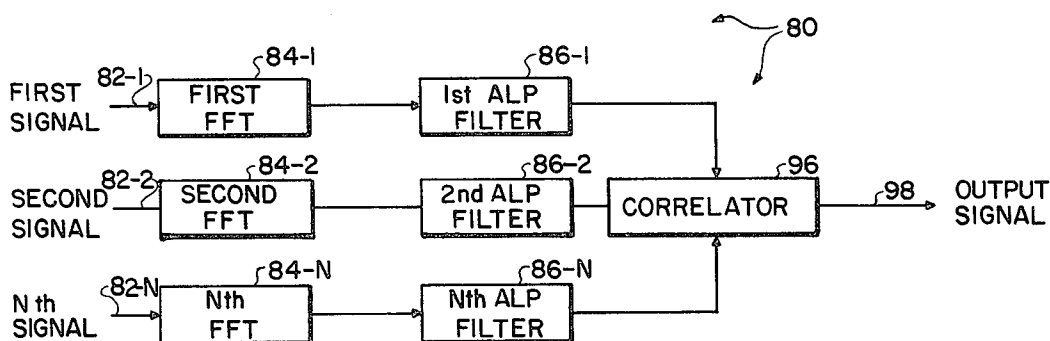 80
84-1
86-1
82-1
FIRST
SIGNAL
FIRST
FFT
1st ALP
FILTER
84-2
86-2
96
82-2
SECOND
SIGNAL
SECOND
FFT
2nd ALP
FILTER
CORRELATOR
98
OUTPUT
SIGNAL
84-N
86-N
82-N
Nth
SIGNAL
Nth
FFT
Nth ALP
FILTER